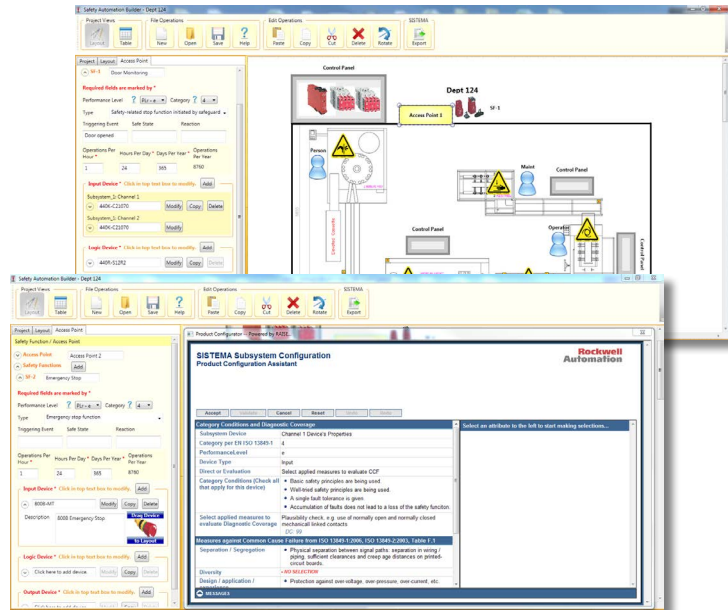 Safety Automation Builder - Dept 124
Project Views
File Operations
Edit Operations
SISTEMA
Layout
Table
New
Open
Save
Help
Paste
Copy
Cut
Delete
Rotate
Export
Project Layout Access Point
SF-1 Door Monitoring
Required fields are marked by *
Performance Level ? PLr - e Category ? 4
Type Safety-related stop function initiated by safeguard
Triggering Event Safe State Reaction
Door opened
Operations Per Hour * Hours Per Day * Days Per Year * Operations Per Year
1 24 365 8760
Input Device * Click in top text box to modify. Add
Subsystem_1: Channel 1
440K-C21070 Modify Copy Delete
Subsystem_1: Channel 2
440K-C21070 Modify
Logic Device * Click in top text box to modify. Add
440R-S12R2 Modify Copy Delete
Control Panel
Dept 124
Access Point 1
SF-1
Person
Maint
Control Panel
Operator
Control Panel
Control Panel
Safety Automation Builder - Dept 124
Project Views
File Operations
Edit Operations
SISTEMA
Layout
Table
New
Open
Save
Help
Paste
Copy
Cut
Delete
Rotate
Export
Project Layout Access Point
Safety Function / Access Point
Access Point Access Point 2
Safety Functions Add
SF-2 Emergency Stop
Required fields are marked by *
Performance Level ? PLr - e Category ? 4
Type Emergency stop function
Triggering Event Safe State Reaction
Operations Per Hour * Hours Per Day * Days Per Year * Operations Per Year
1 24 365 8760
Input Device * Click in top text box to modify. Add
800B-MT Modify Copy Delete
Description 800B Emergency Stop
Drag Device
to Layout
Logic Device * Click in top text box to modify. Add
Click here to add device Modify Copy Delete
Output Device * Click in top text box to modify. Add
Product Configurator -- Powered by RAISE
SISTEMA Subsystem Configuration
Product Configuration Assistant
Rockwell
Automation
Accept
Cancel
Reset
Category Conditions and Diagnostic Coverage
Subsystem Device Channel 1 Device's Properties
Category per EN ISO 13849-1 4
PerformanceLevel e
Device Type Input
Direct or Evaluation Select applied measures to evaluate CCF
Category Conditions (Check all that apply for this device)
• Basic safety principles are being used.
• Well-tried safety principles are being used.
• A single fault tolerance is given.
• Accumulation of faults does not lead to a loss of the safety function.
Select applied measures to evaluate Diagnostic Coverage
Plausibility check, e.g. use of normally open and normally closed mechanicall linked contacts
DC: 99
Measures against Common Cause Failure from ISO 13849-1:2006, ISO 13849-2:2003, Table F.1
Separation / Segregation
• Physical separation between signal paths: separation in wiring / piping, sufficient clearances and creep age distances on printed-circuit boards.
Diversity NO SELECTION
Design / application /
• Protection against over-voltage, over-pressure, over-current, etc.
MESSAGES
Select an attribute to the left to start making selections...